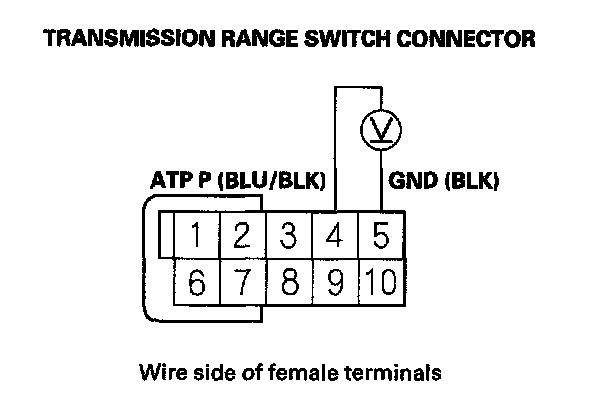 TRANSMISSION RANGE SWITCH CONNECTOR
V
ATP P (BLU/BLK) GND (BLK)
1 2 3 4 5
6 7 8 9 10
Wire side of female terminals